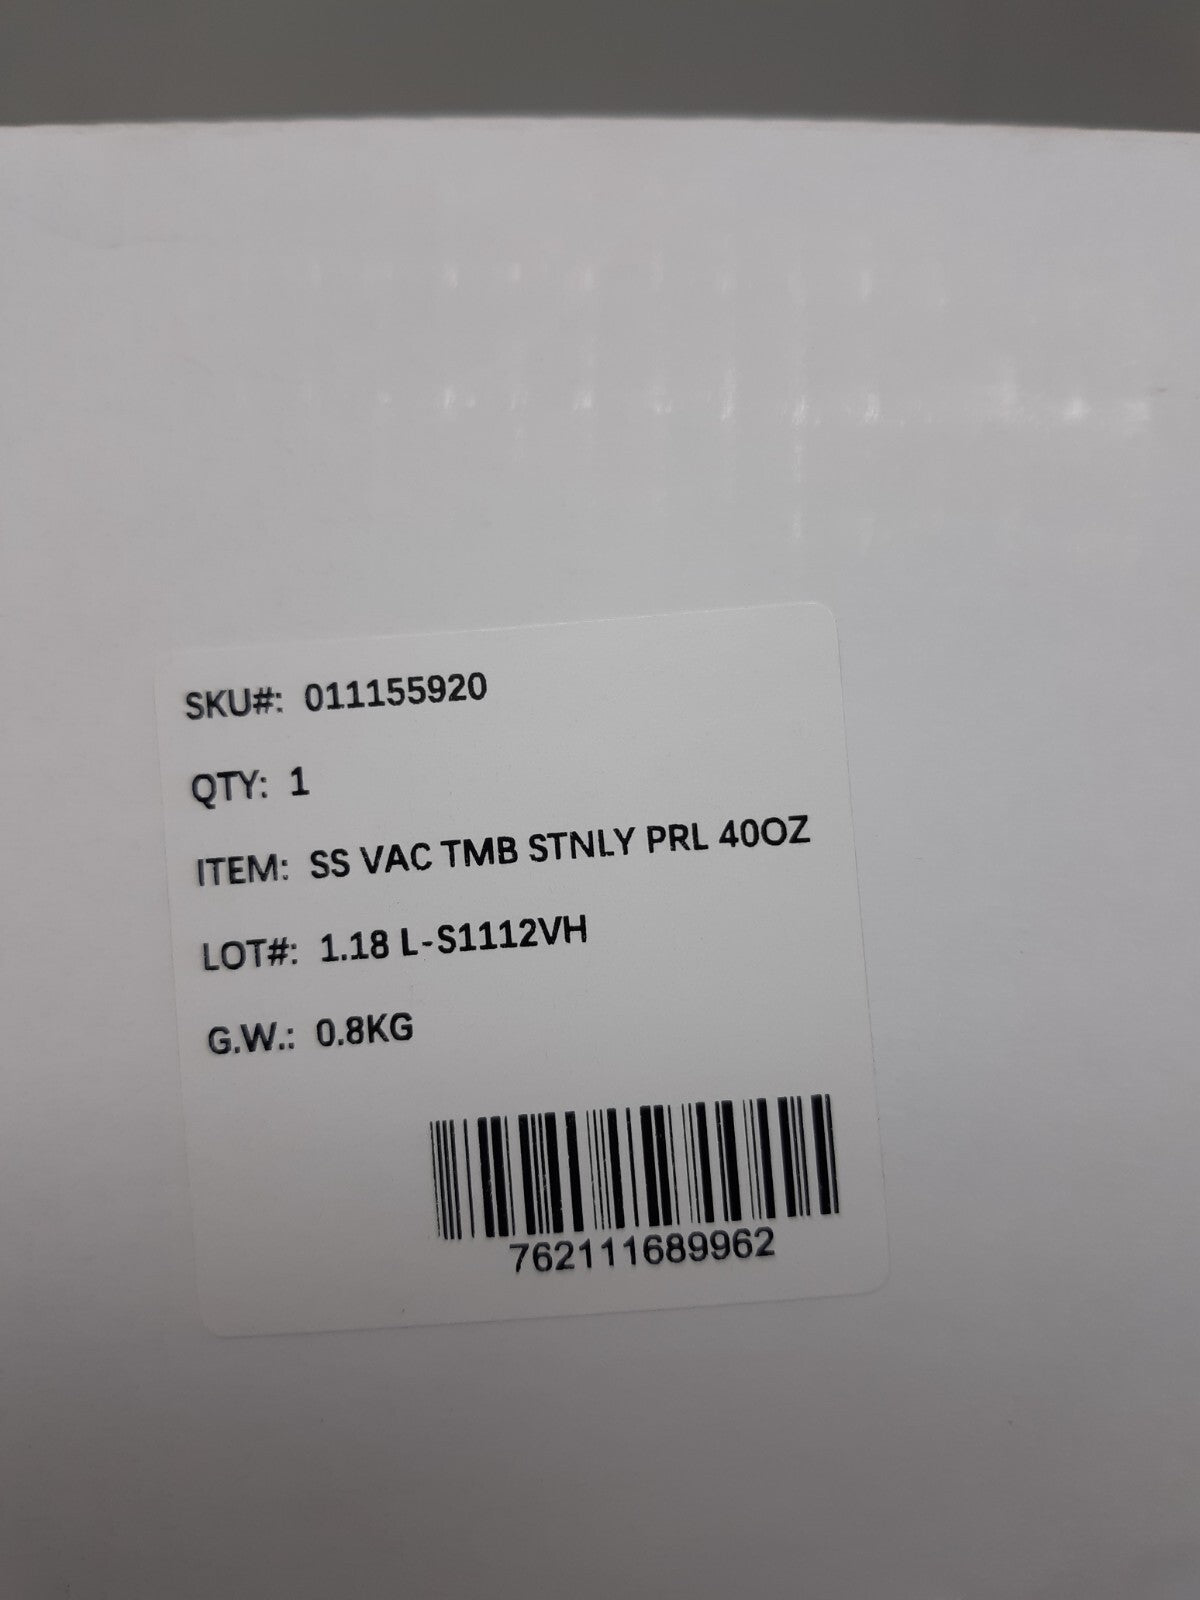 SKU#: 011155920
QTY: 1
ITEM: SS VAC TMB STNLY PRL 40OZ
LOT#: 1.18 L-S1112VH
G.W.: 0.8KG
762111689962